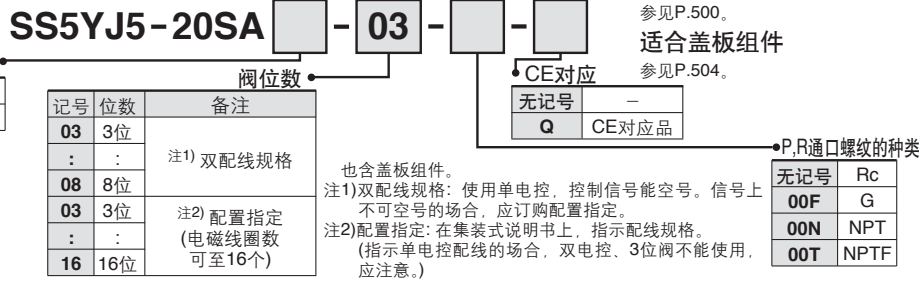 参见P.500。
SS5YJ5-20SA □ - 03 - □ - □
适合盖板组件
参见P.504。
阀位数
记号 位数 备注
03 3位
: :
08 8位
注1) 双配线规格
03 3位
: :
16 16位
注2) 配置指定
(电磁线圈数
可至16个)
CE对应
无记号 –
Q CE对应品
P,R通口螺纹的种类
无记号 Rc
00F G
00N NPT
00T NPTF
也含盖板组件。
注1)双配线规格: 使用单电控，控制信号能空号。信号上
不可空号的场合，应订购配置指定。
注2)配置指定: 在集装式说明书上，指示配线规格。
(指示单电控配线的场合，双电控、3位阀不能使用，
应注意。)